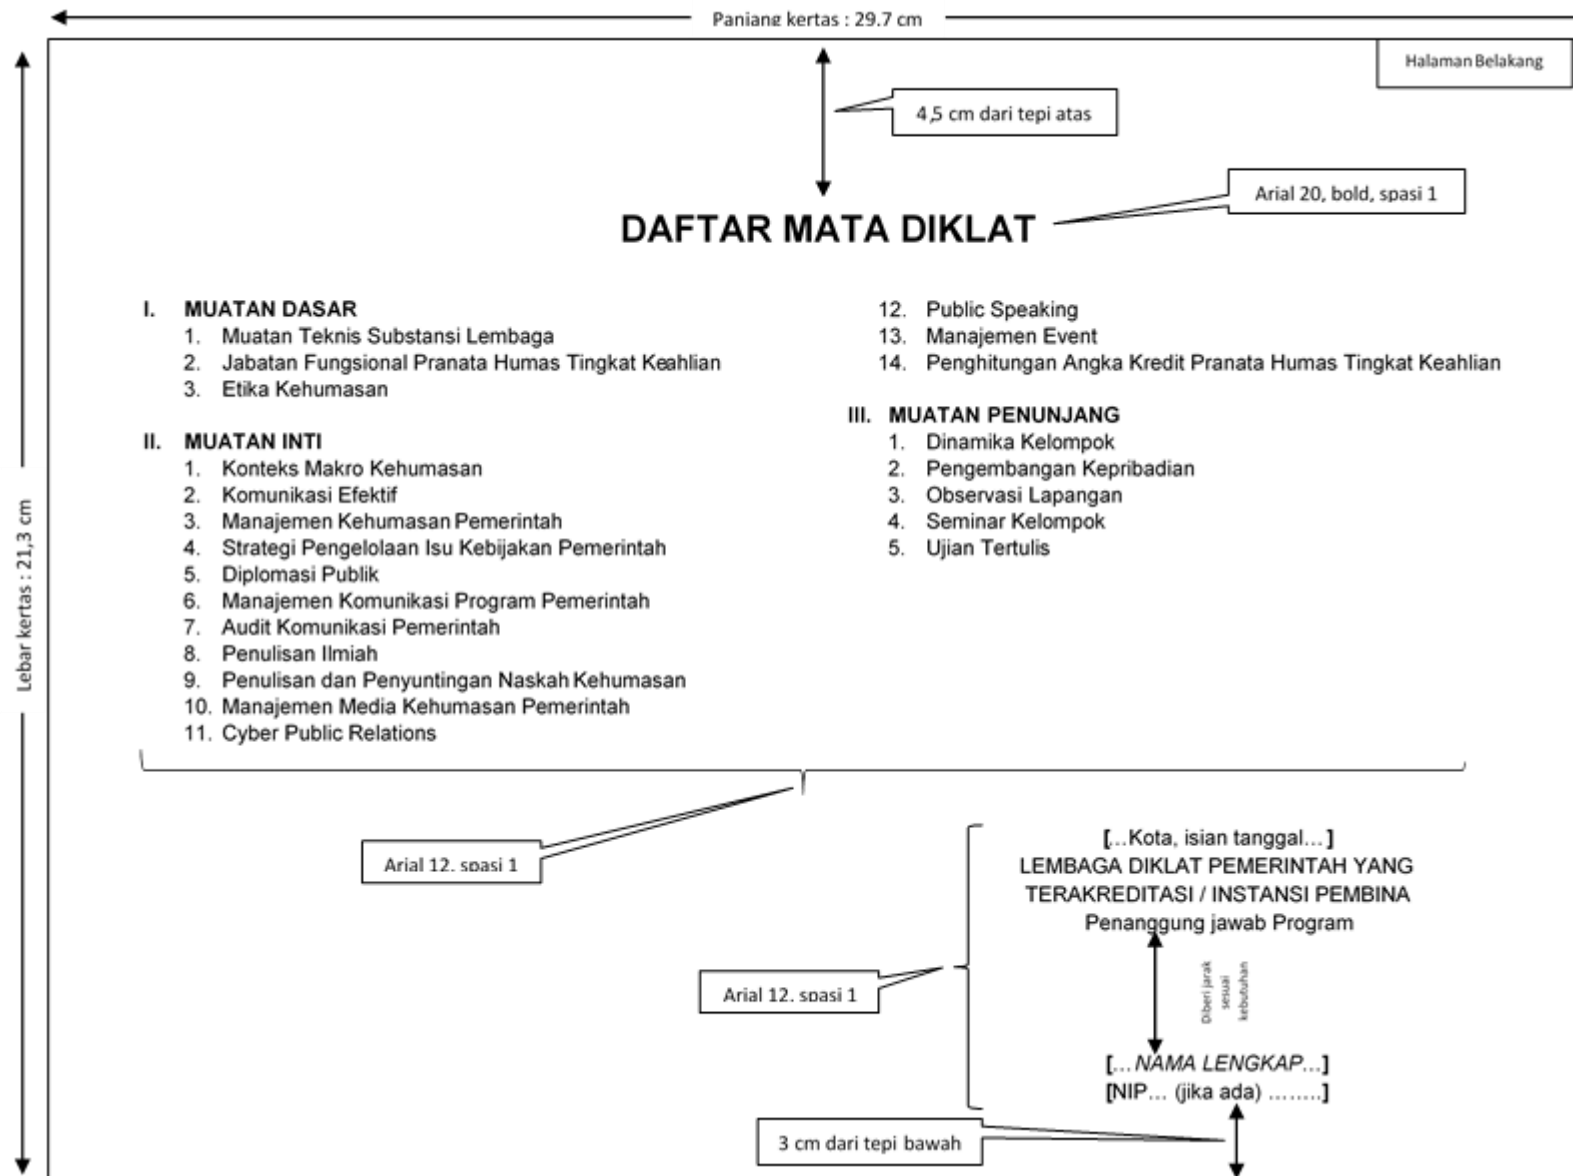 Panjang kertas : 29.7 cm
Halaman Belakang
4,5 cm dari tepi atas
Arial 20, bold, spasi 1
DAFTAR MATA DIKLAT
Lebar kertas : 21,3 cm
I. MUATAN DASAR
1. Muatan Teknis Substansi Lembaga
2. Jabatan Fungsional Pranata Humas Tingkat Keahlian
3. Etika Kehumasan
II. MUATAN INTI
1. Konteks Makro Kehumasan
2. Komunikasi Efektif
3. Manajemen Kehumasan Pemerintah
4. Strategi Pengelolaan Isu Kebijakan Pemerintah
5. Diplomasi Publik
6. Manajemen Komunikasi Program Pemerintah
7. Audit Komunikasi Pemerintah
8. Penulisan Ilmiah
9. Penulisan dan Penyuntingan Naskah Kehumasan
10. Manajemen Media Kehumasan Pemerintah
11. Cyber Public Relations
12. Public Speaking
13. Manajemen Event
14. Penghitungan Angka Kredit Pranata Humas Tingkat Keahlian
III. MUATAN PENUNJANG
1. Dinamika Kelompok
2. Pengembangan Kepribadian
3. Observasi Lapangan
4. Seminar Kelompok
5. Ujian Tertulis
Arial 12. spasi 1
[...Kota, isian tanggal...]
LEMBAGA DIKLAT PEMERINTAH YANG
TERAKREDITASI / INSTANSI PEMBINA
Penanggung jawab Program
Arial 12. spasi 1
Diberi jarak
sesuai
kebutuhan
[...NAMA LENGKAP...]
[NIP... (jika ada) ........]
3 cm dari tepi bawah